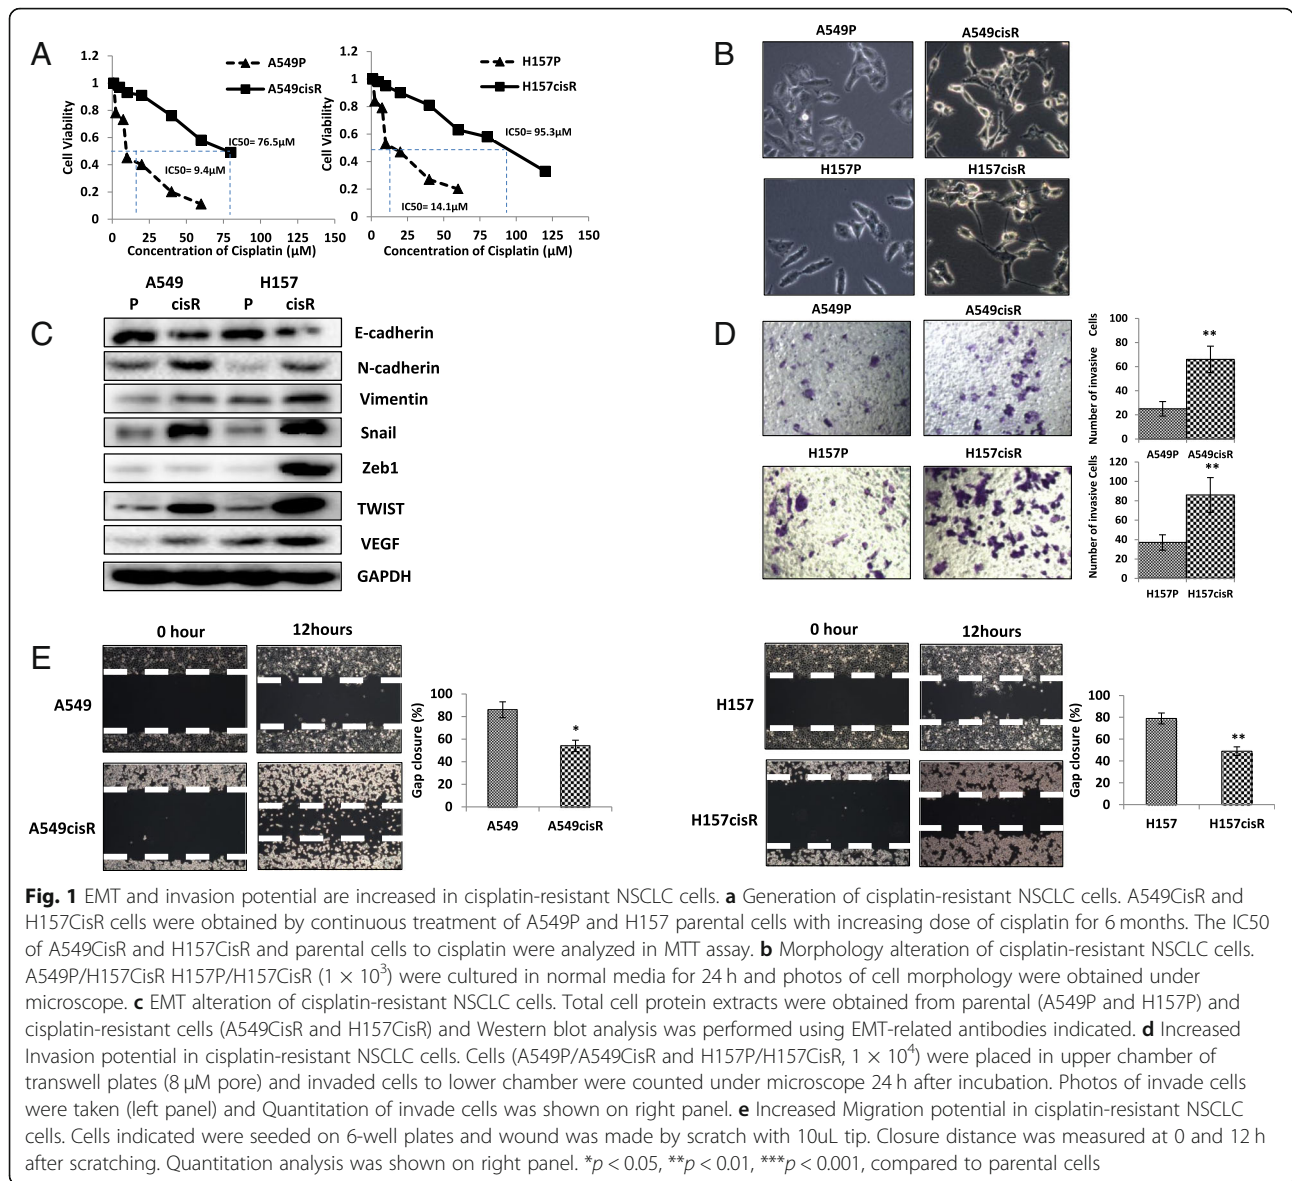 A
1.2
1
0.8
0.6
0.4
0.2
0
Cell Viability
A549P
A549cisR
IC50= 76.5μM
IC50= 9.4μM
0 25 50 75 100 125 150
Concentration of Cisplatin (μM)
1.2
1
0.8
0.6
0.4
0.2
0
Cell Viability
H157P
H157cisR
IC50= 95.3μM
IC50= 14.1μM
0 25 50 75 100 125 150
Concentration of Cisplatin (μM)
B
A549P A549cisR
H157P H157cisR
C
A549 H157
P cisR P cisR
E-cadherin
N-cadherin
Vimentin
Snail
Zeb1
TWIST
VEGF
GAPDH
D
A549P A549cisR
H157P H157cisR
Number of invasive Cells
100
80
60
40
20
0
**
A549P A549cisR
Number of invasive Cells
120
100
80
60
40
20
0
**
H157P H157cisR
E
0 hour 12hours
A549
A549cisR
Gap closure (%)
100
80
60
40
20
0
*
A549 A549cisR
0 hour 12hours
H157
H157cisR
Gap closure (%)
100
80
60
40
20
0
**
H157 H157cisR
Fig. 1 EMT and invasion potential are increased in cisplatin-resistant NSCLC cells. a Generation of cisplatin-resistant NSCLC cells. A549CisR and
H157CisR cells were obtained by continuous treatment of A549P and H157 parental cells with increasing dose of cisplatin for 6 months. The IC50
of A549CisR and H157CisR and parental cells to cisplatin were analyzed in MTT assay. b Morphology alteration of cisplatin-resistant NSCLC cells.
A549P/H157CisR H157P/H157CisR (1 × 10³) were cultured in normal media for 24 h and photos of cell morphology were obtained under
microscope. c EMT alteration of cisplatin-resistant NSCLC cells. Total cell protein extracts were obtained from parental (A549P and H157P) and
cisplatin-resistant cells (A549CisR and H157CisR) and Western blot analysis was performed using EMT-related antibodies indicated. d Increased
Invasion potential in cisplatin-resistant NSCLC cells. Cells (A549P/A549CisR and H157P/H157CisR, 1 × 10⁴) were placed in upper chamber of
transwell plates (8 μM pore) and invaded cells to lower chamber were counted under microscope 24 h after incubation. Photos of invade cells
were taken (left panel) and Quantitation of invade cells was shown on right panel. e Increased Migration potential in cisplatin-resistant NSCLC
cells. Cells indicated were seeded on 6-well plates and wound was made by scratch with 10uL tip. Closure distance was measured at 0 and 12 h
after scratching. Quantitation analysis was shown on right panel. *p < 0.05, **p < 0.01, ***p < 0.001, compared to parental cells